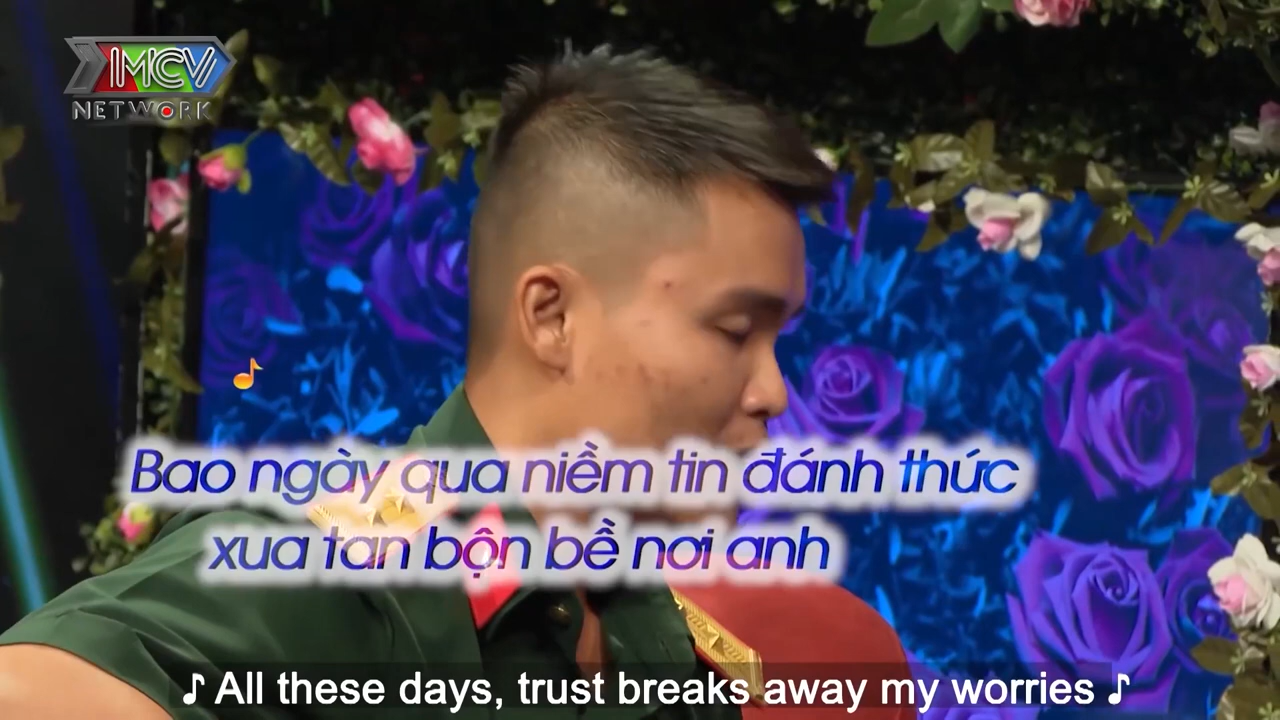 MCV
NETWORK
Bao ngày qua niềm tin đánh thức
xua tan bộn bề nơi anh
♪ All these days, trust breaks away my worries ♪